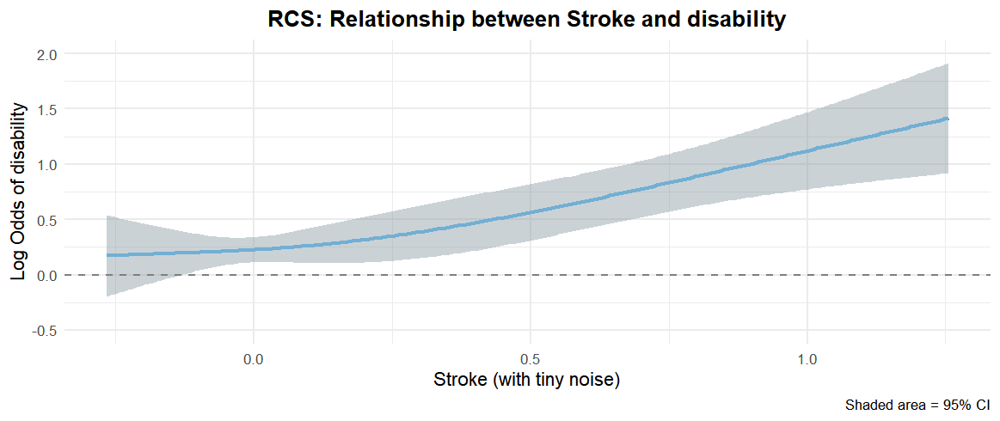 RCS: Relationship between Stroke and disability
Log Odds of disability
2.0
1.5
1.0
0.5
0.0
-0.5
0.0 0.5 1.0
Stroke (with tiny noise)
Shaded area = 95% CI